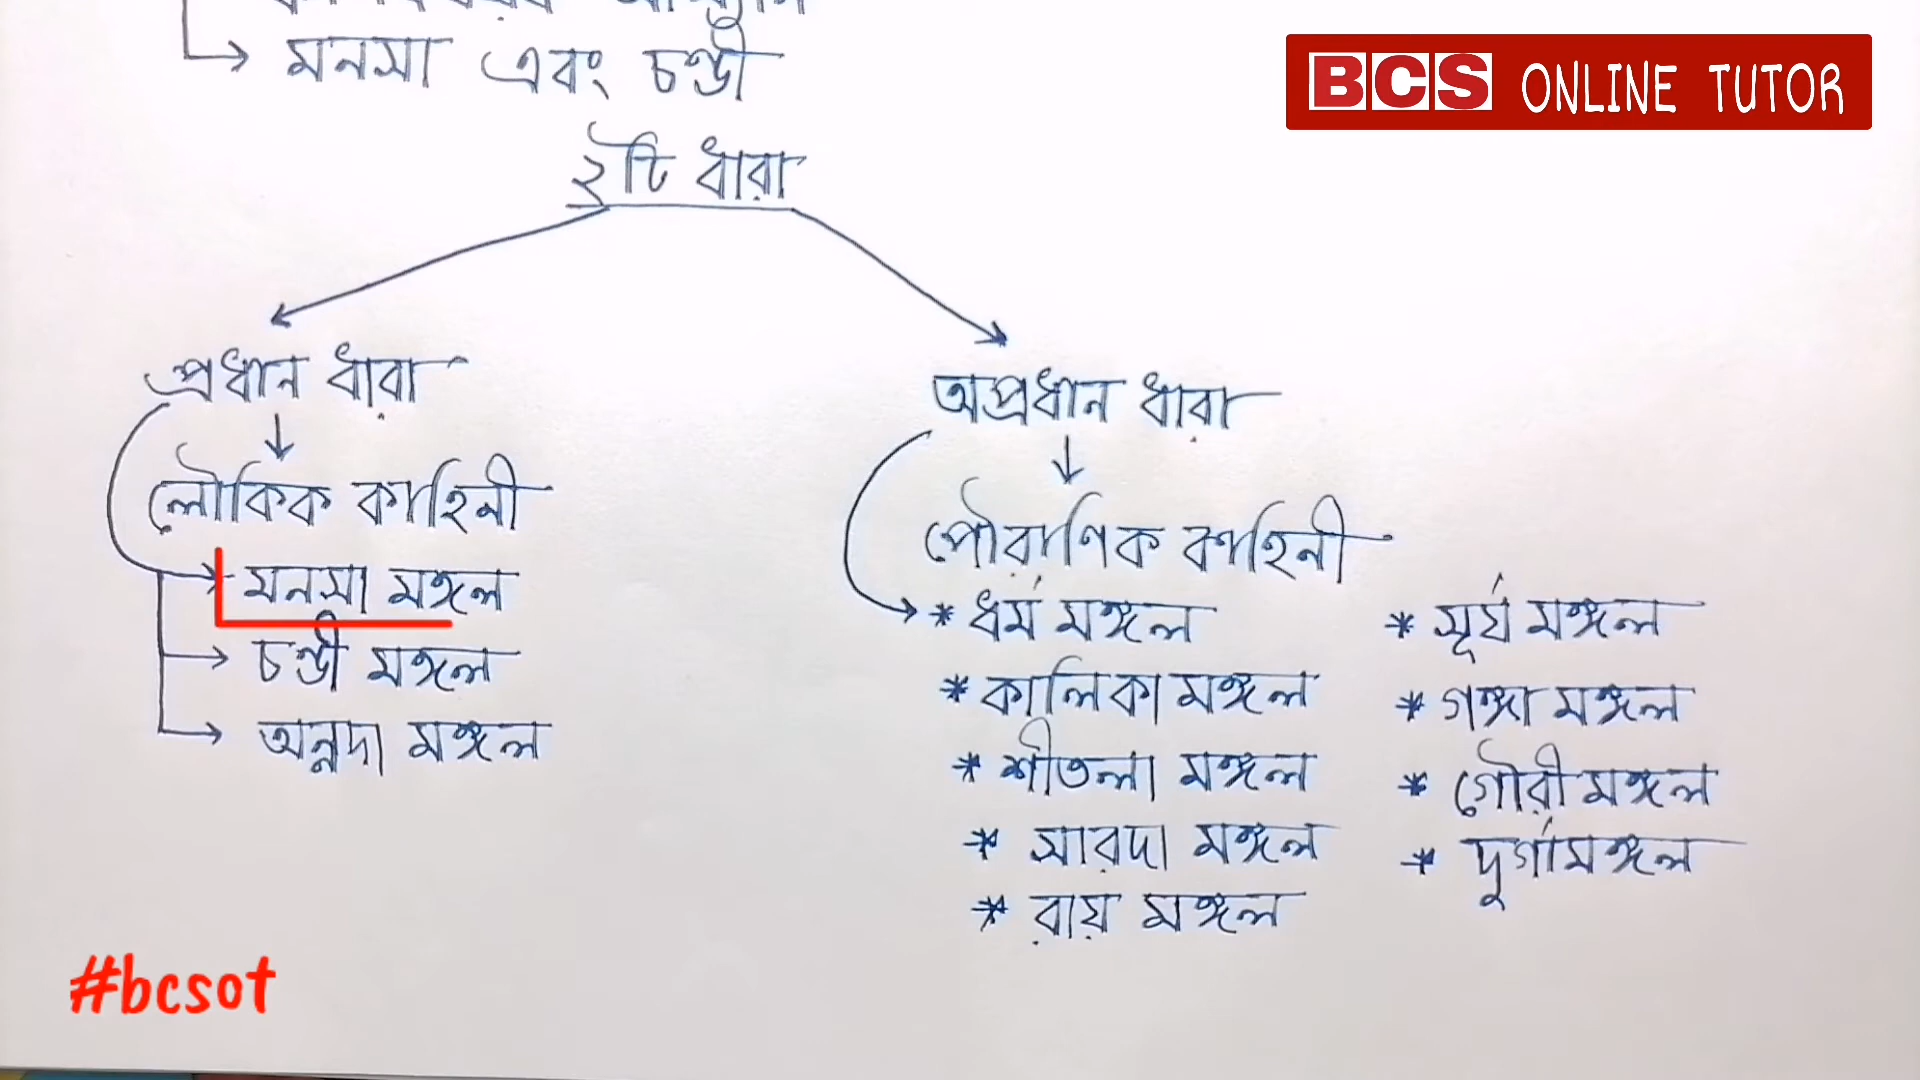 মনসা এবং চণ্ডী
BCS ONLINE TUTOR
২টি ধারা
প্রধান ধারা
লৌকিক কাহিনী
মনসা মঙ্গল
চণ্ডী মঙ্গল
অন্নদা মঙ্গল
অপ্রধান ধারা
পৌরাণিক কাহিনী
* ধর্ম মঙ্গল
* কালিকা মঙ্গল
* শীতলা মঙ্গল
* সারদা মঙ্গল
* রায় মঙ্গল
* সূর্য মঙ্গল
* গঙ্গা মঙ্গল
* গৌরী মঙ্গল
* দুর্গা মঙ্গল
#bcsot